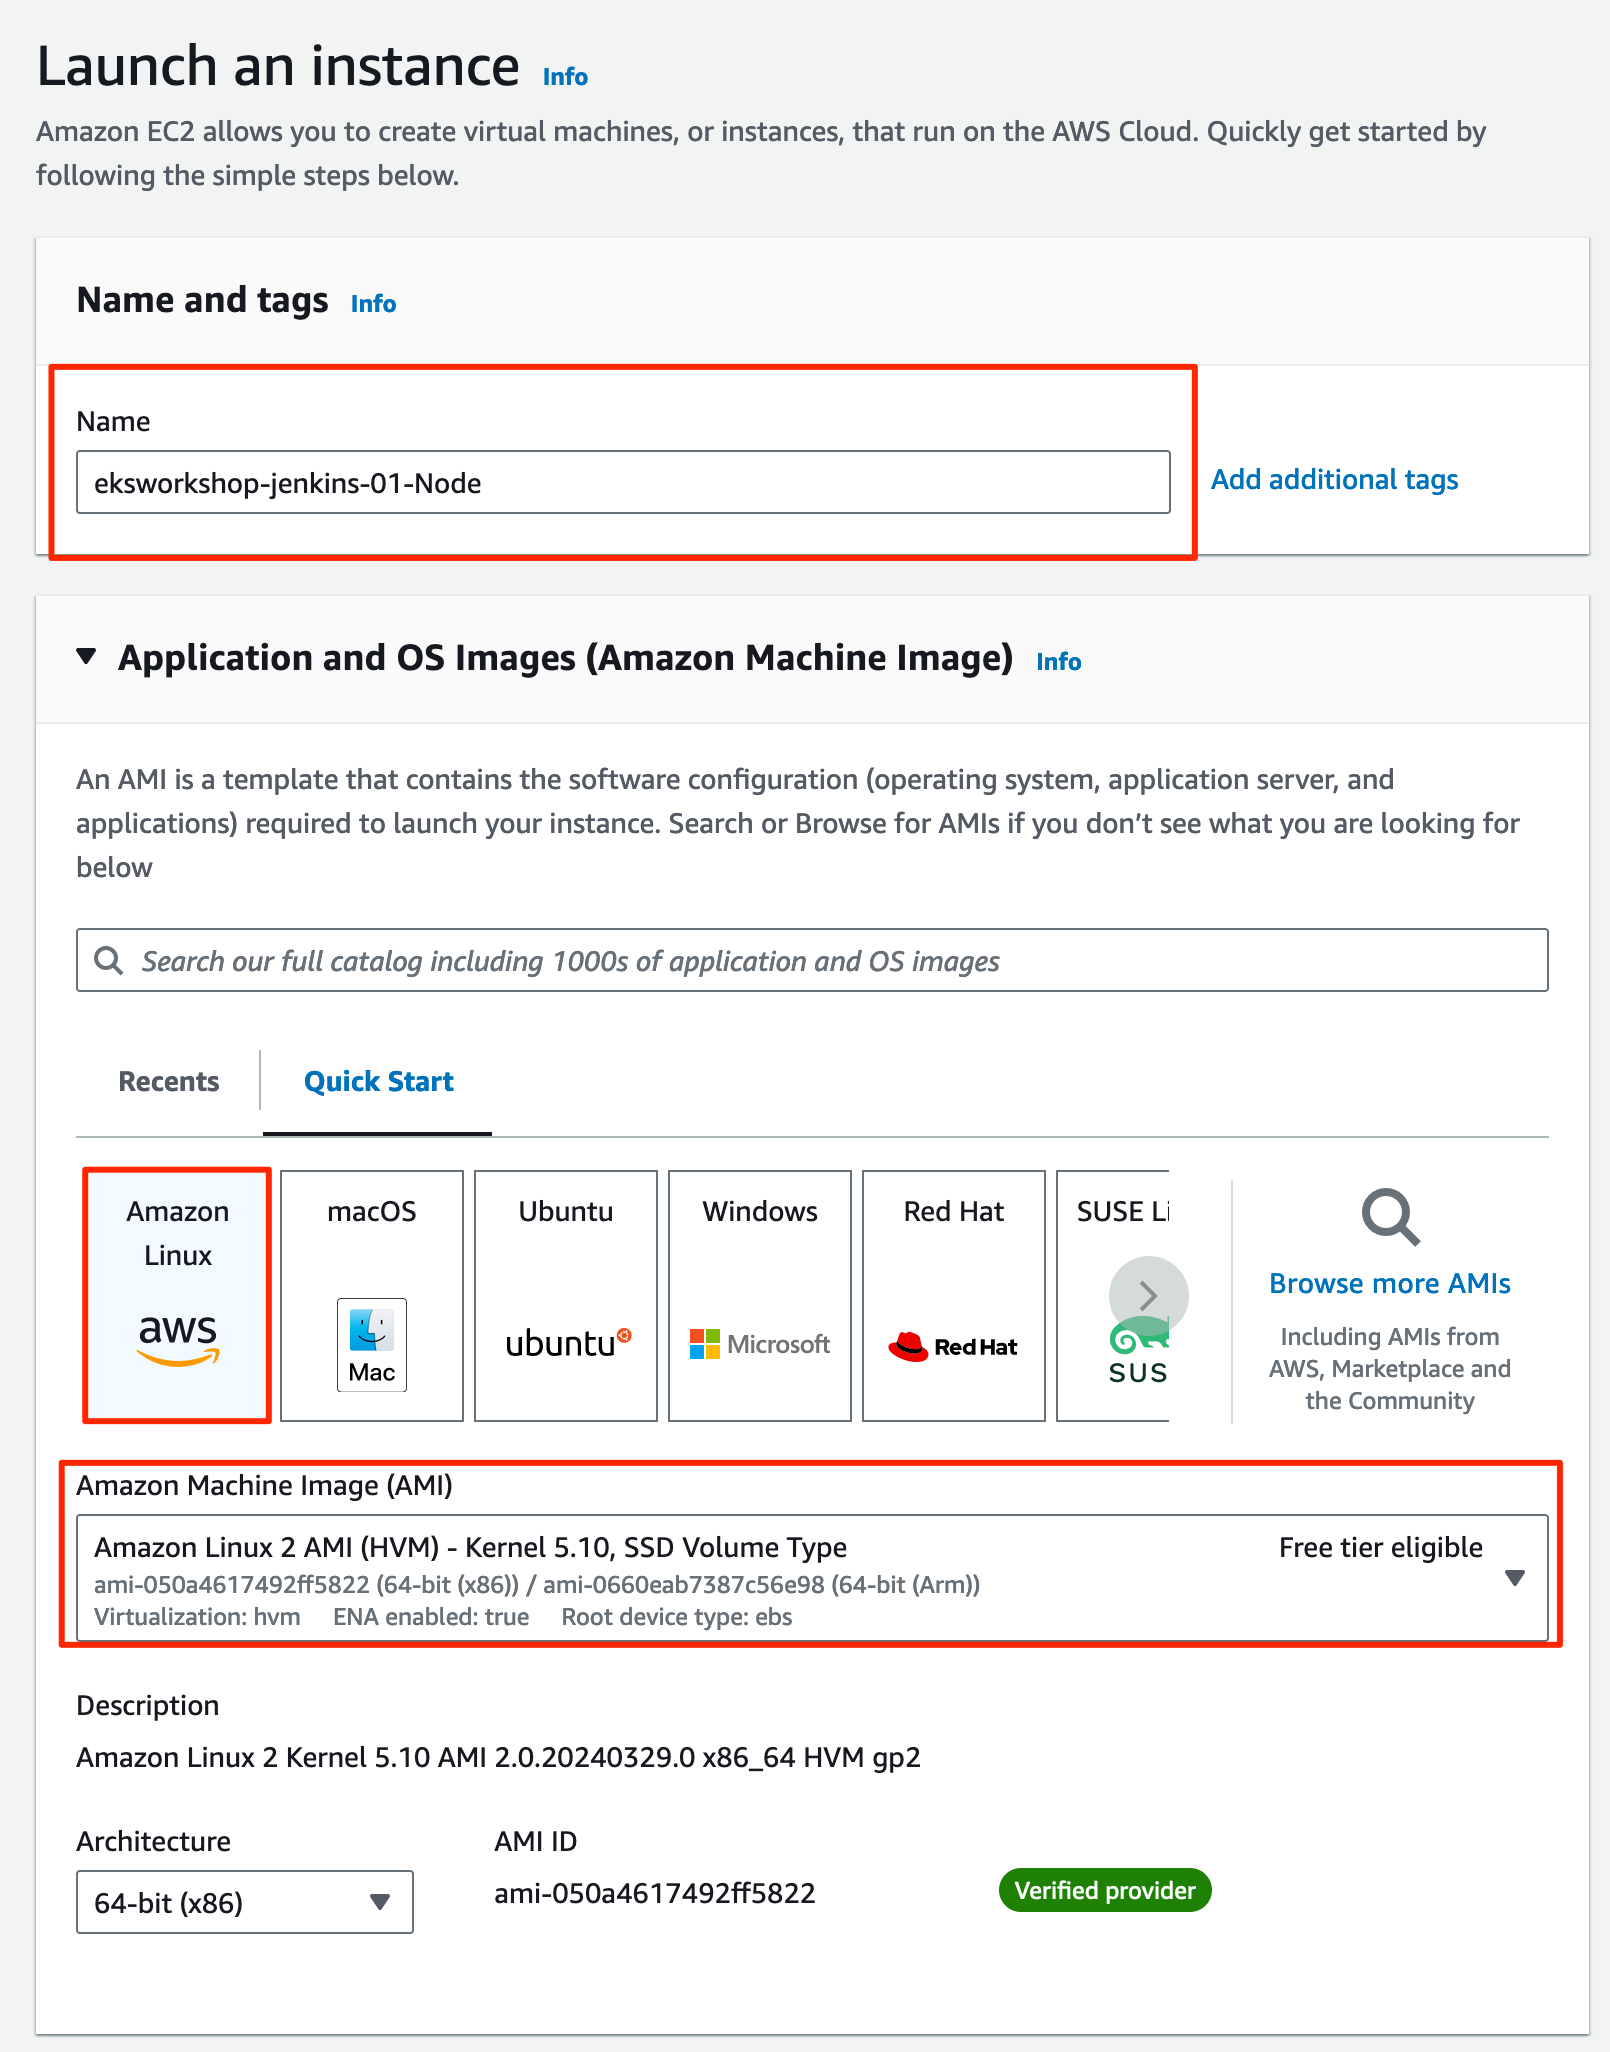 Launch an instance Info
Amazon EC2 allows you to create virtual machines, or instances, that run on the AWS Cloud. Quickly get started by
following the simple steps below.
Name and tags Info
Name
eksworkshop-jenkins-01-Node
Add additional tags
Application and OS Images (Amazon Machine Image) Info
An AMI is a template that contains the software configuration (operating system, application server, and
applications) required to launch your instance. Search or Browse for AMIs if you don’t see what you are looking for
below
Search our full catalog including 1000s of application and OS images
Recents
Quick Start
Amazon
Linux
aws
macOS
Mac
Ubuntu
ubuntu
Windows
Microsoft
Red Hat
Red Hat
SUSE Li
SUS
Browse more AMIs
Including AMIs from
AWS, Marketplace and
the Community
Amazon Machine Image (AMI)
Amazon Linux 2 AMI (HVM) - Kernel 5.10, SSD Volume Type
Free tier eligible
ami-050a4617492ff5822 (64-bit (x86)) / ami-0660eab7387c56e98 (64-bit (Arm))
Virtualization: hvm ENA enabled: true Root device type: ebs
Description
Amazon Linux 2 Kernel 5.10 AMI 2.0.20240329.0 x86_64 HVM gp2
Architecture
64-bit (x86)
AMI ID
ami-050a4617492ff5822
Verified provider